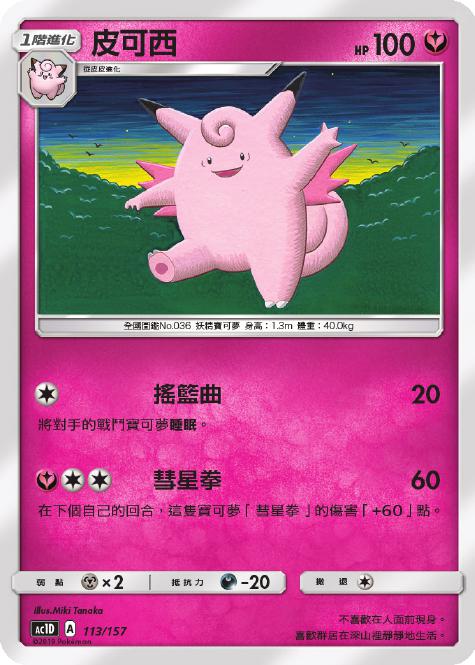 1階進化 皮可西 HP 100
從皮皮進化
全國圖鑑No.036 妖精寶可夢 身高：1.3m 體重：40.0kg
搖籃曲 20
將對手的戰鬥寶可夢睡眠。
彗星拳 60
在下個自己的回合，這隻寶可夢「彗星拳」的傷害「+60」點。
弱點 ×2 抵抗力 -20 撤退
Illus.Miki Tanaka
AC1D A 113/157
©2019 Pokémon
不喜歡在人面前現身。
喜歡群居在深山裡靜靜地生活。